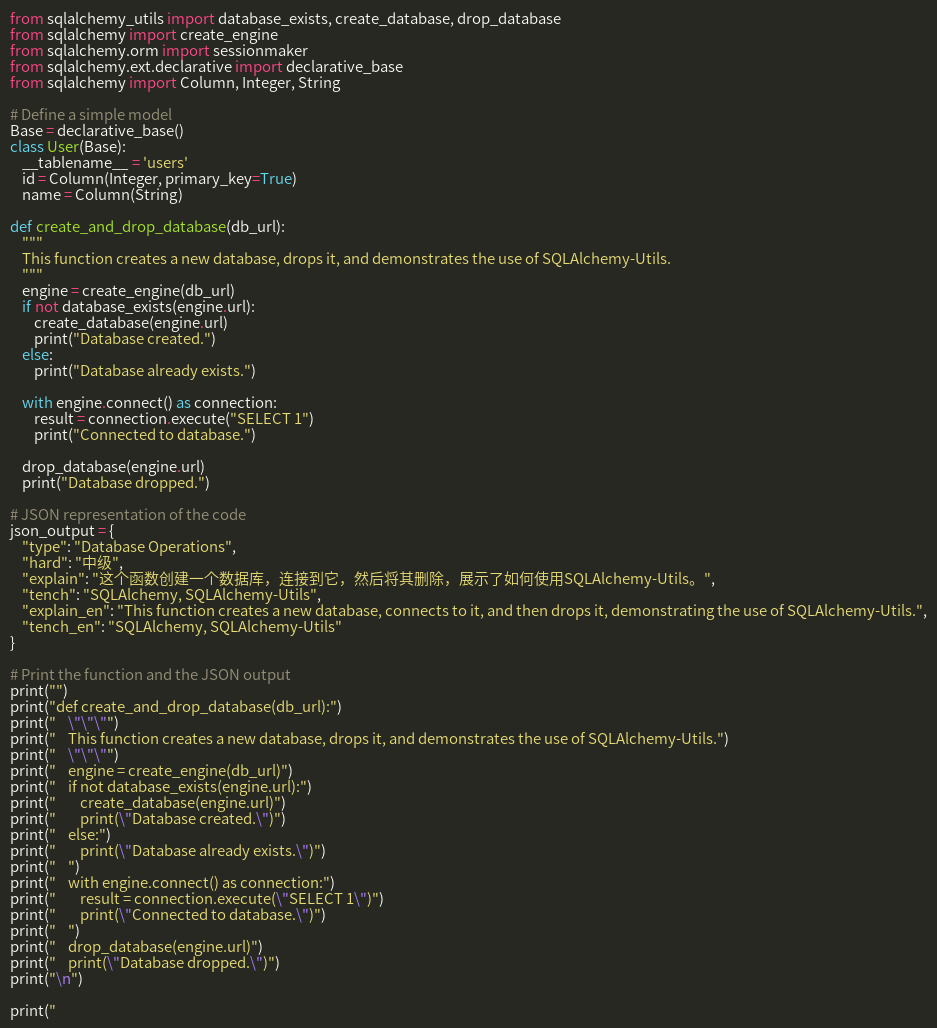 from sqlalchemy_utils import database_exists, create_database, drop_database
from sqlalchemy import create_engine
from sqlalchemy.orm import sessionmaker
from sqlalchemy.ext.declarative import declarative_base
from sqlalchemy import Column, Integer, String

# Define a simple model
Base = declarative_base()
class User(Base):
    __tablename__ = 'users'
    id = Column(Integer, primary_key=True)
    name = Column(String)

def create_and_drop_database(db_url):
    """
    This function creates a new database, drops it, and demonstrates the use of SQLAlchemy-Utils.
    """
    engine = create_engine(db_url)
    if not database_exists(engine.url):
        create_database(engine.url)
        print("Database created.")
    else:
        print("Database already exists.")

    with engine.connect() as connection:
        result = connection.execute("SELECT 1")
        print("Connected to database.")

    drop_database(engine.url)
    print("Database dropped.")

# JSON representation of the code
json_output = {
    "type": "Database Operations",
    "hard": "中级",
    "explain": "这个函数创建一个数据库，连接到它，然后将其删除，展示了如何使用SQLAlchemy-Utils。",
    "tench": "SQLAlchemy, SQLAlchemy-Utils",
    "explain_en": "This function creates a new database, connects to it, and then drops it, demonstrating the use of SQLAlchemy-Utils.",
    "tench_en": "SQLAlchemy, SQLAlchemy-Utils"
}

# Print the function and the JSON output
print("")
print("def create_and_drop_database(db_url):")
print("    \"\"\"")
print("    This function creates a new database, drops it, and demonstrates the use of SQLAlchemy-Utils.")
print("    \"\"\"")
print("    engine = create_engine(db_url)")
print("    if not database_exists(engine.url):")
print("        create_database(engine.url)")
print("        print(\"Database created.\")")
print("    else:")
print("        print(\"Database already exists.\")")
print("    ")
print("    with engine.connect() as connection:")
print("        result = connection.execute(\"SELECT 1\")")
print("        print(\"Connected to database.\")")
print("    ")
print("    drop_database(engine.url)")
print("    print(\"Database dropped.\")")
print("\n")

print("